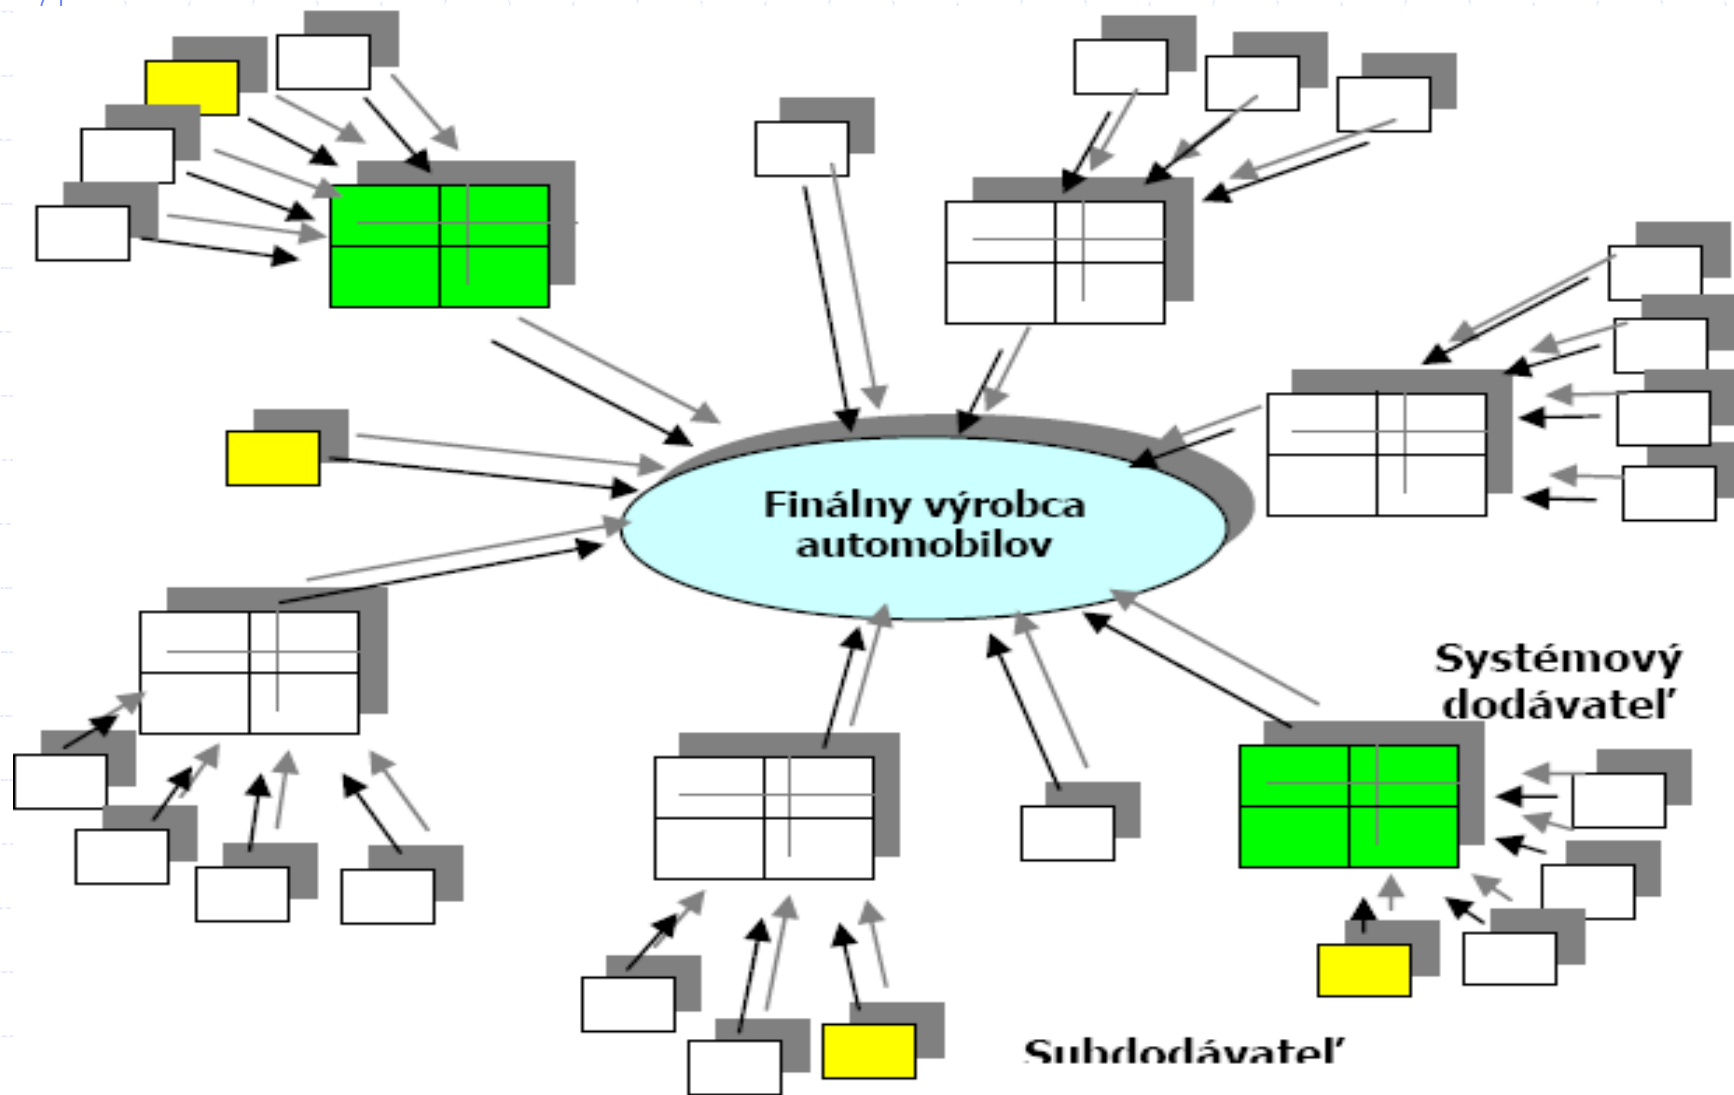 Finálny výrobca
automobilov
Systémový
dodávateľ
Subdodávateľ